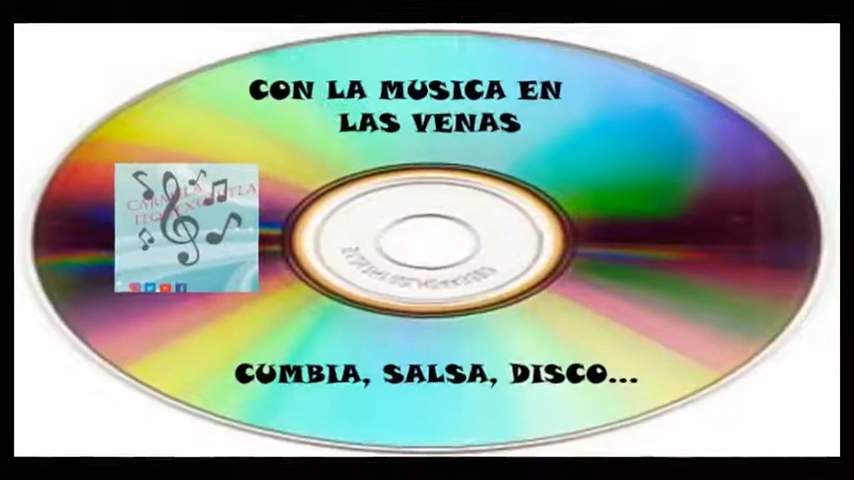 CON LA MUSICA EN
LAS VENAS
CUMBIA, SALSA, DISCO...